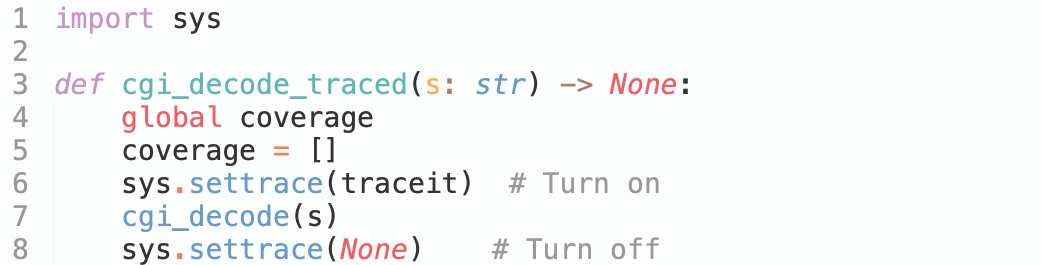 1 import sys
2
3 def cgi_decode_traced(s: str) -> None:
4     global coverage
5     coverage = []
6     sys.settrace(traceit)  # Turn on
7     cgi_decode(s)
8     sys.settrace(None)    # Turn off